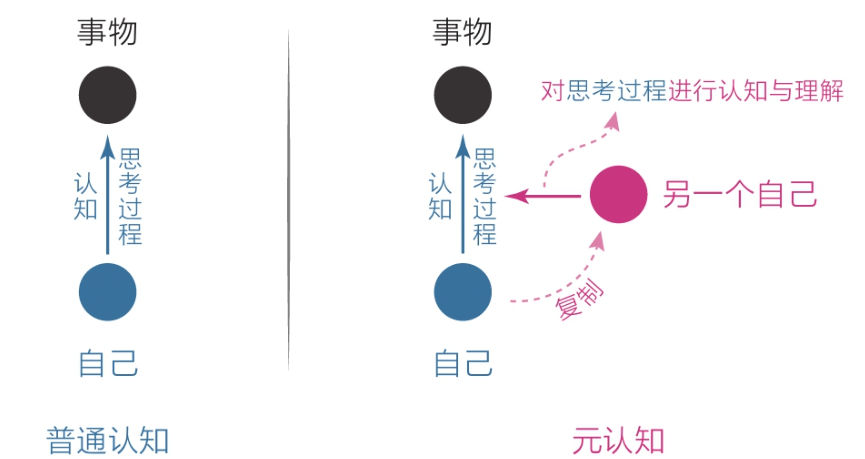 事物
认知
思考过程
自己
普通认知
事物
对思考过程进行认知与理解
认知
思考过程
另一个自己
复制
自己
元认知